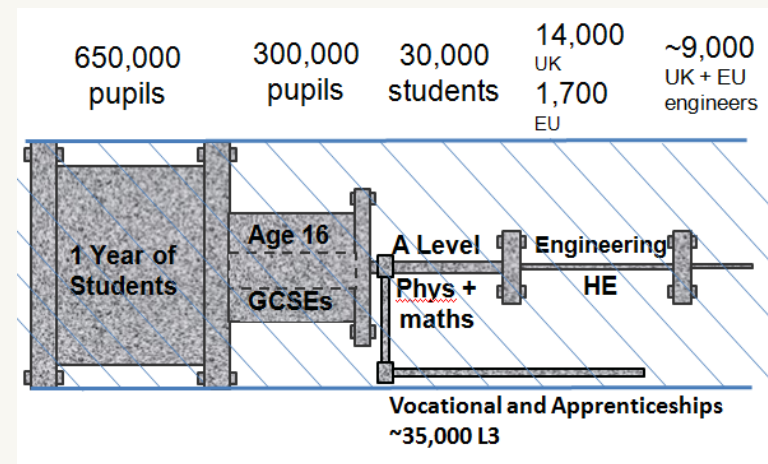 650,000
pupils
300,000
pupils
30,000
students
14,000
UK
1,700
EU
~9,000
UK + EU
engineers
1 Year of
Students
Age 16
GCSEs
A Level
Phys +
maths
Engineering
HE
Vocational and Apprenticeships
~35,000 L3